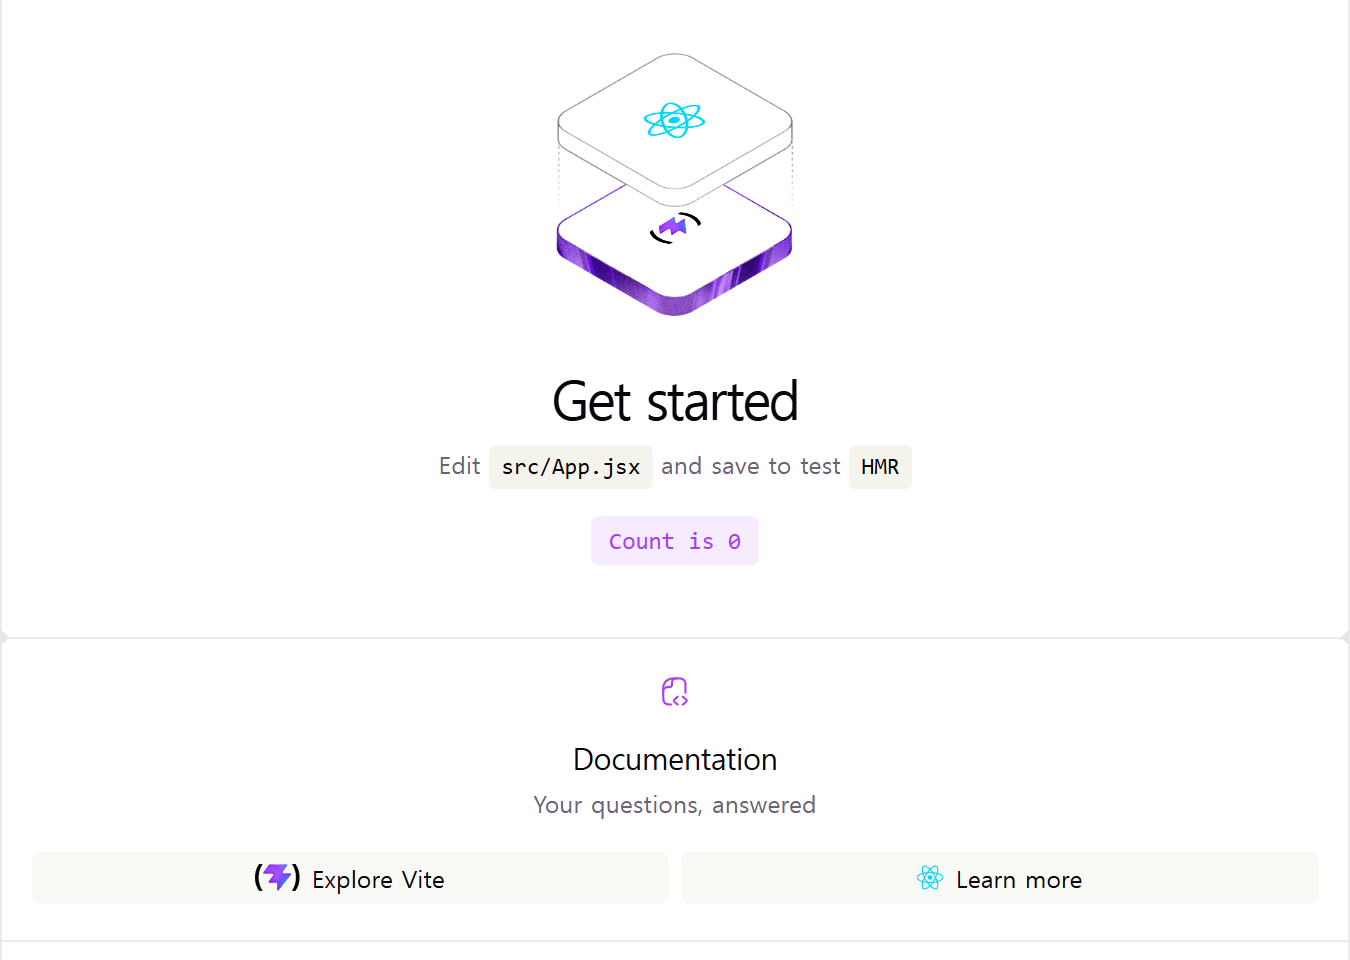 Get started
Edit src/App.jsx and save to test HMR
Count is 0
Documentation
Your questions, answered
Explore Vite
Learn more